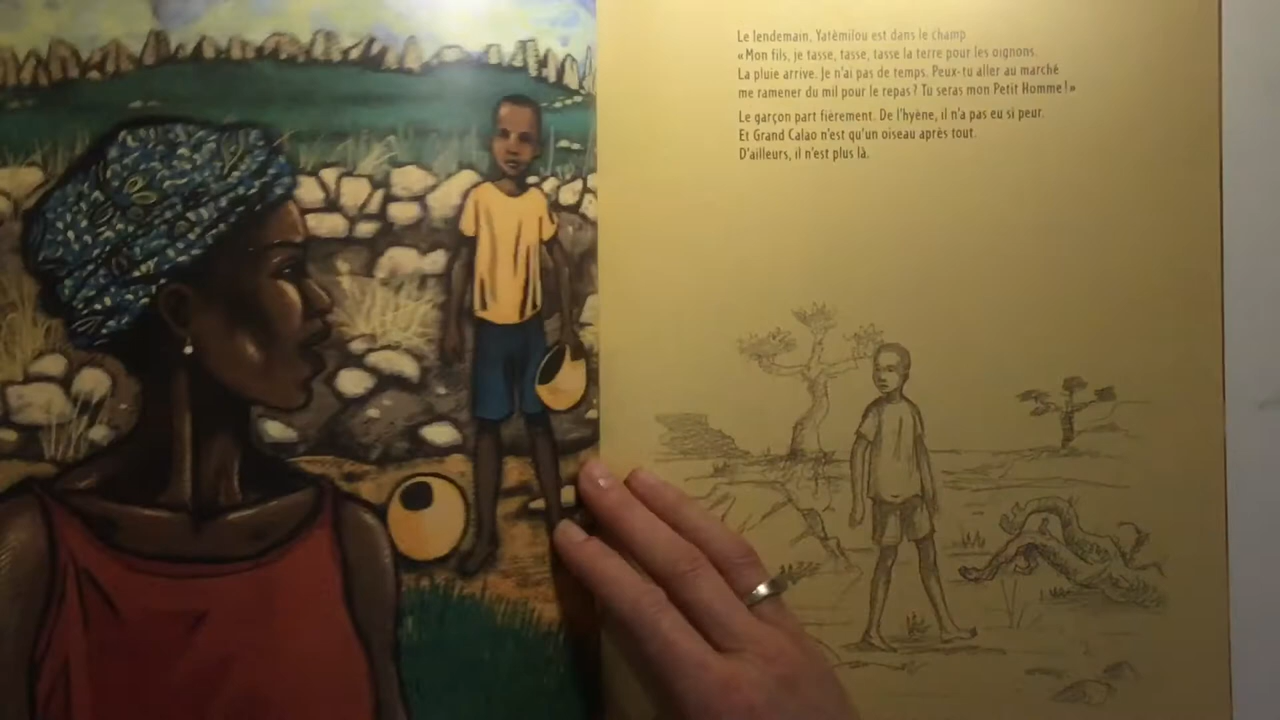 Le lendemain, Yatèmilou est dans le champ.
«Mon fils, je tasse, tasse, tasse la terre pour les oignons.
La pluie arrive. Je n'ai pas de temps. Peux-tu aller au marché
me ramener du mil pour le repas? Tu seras mon Petit Homme!»
Le garçon part fièrement. De l'hyène, il n'a pas eu si peur.
Et Grand Calao n'est qu'un oiseau après tout.
D'ailleurs, il n'est plus là.